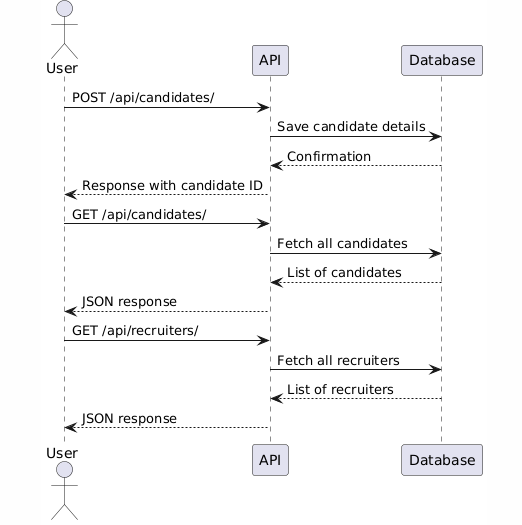 User
API
Database
POST /api/candidates/
Save candidate details
Confirmation
Response with candidate ID
GET /api/candidates/
Fetch all candidates
List of candidates
JSON response
GET /api/recruiters/
Fetch all recruiters
List of recruiters
JSON response
User
API
Database